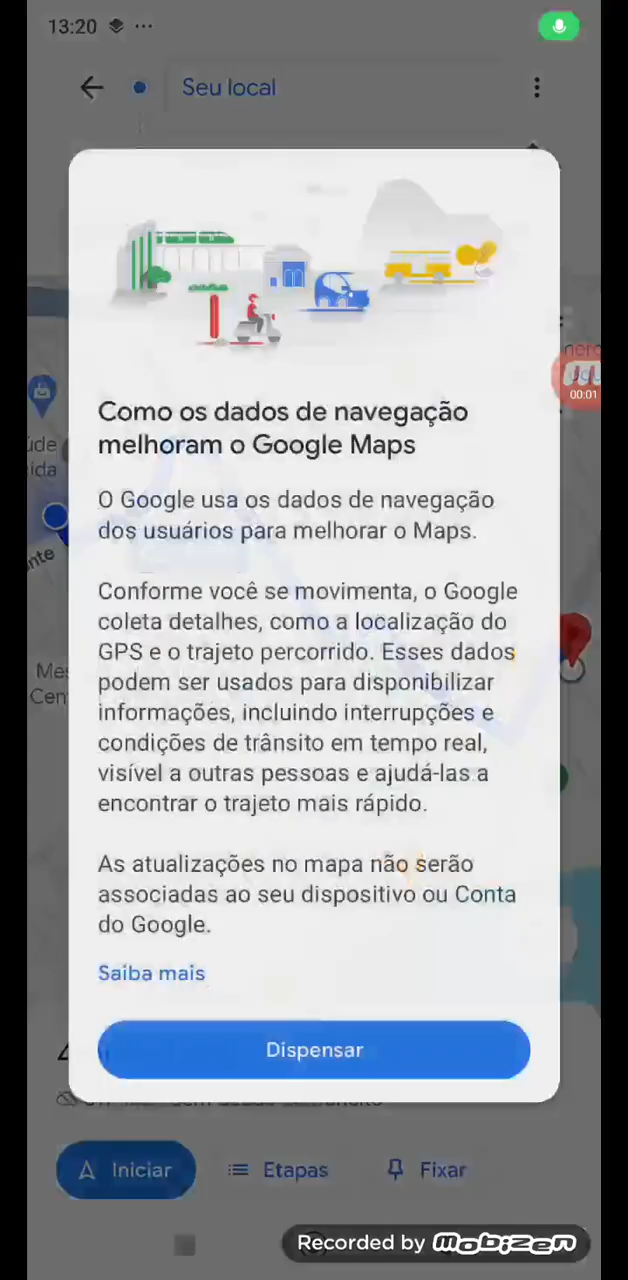 13:20
Seu local
00:01
Como os dados de navegação
melhoram o Google Maps
O Google usa os dados de navegação
dos usuários para melhorar o Maps.
Conforme você se movimenta, o Google
coleta detalhes, como a localização do
GPS e o trajeto percorrido. Esses dados
podem ser usados para disponibilizar
informações, incluindo interrupções e
condições de trânsito em tempo real,
visível a outras pessoas e ajudá-las a
encontrar o trajeto mais rápido.
As atualizações no mapa não serão
associadas ao seu dispositivo ou Conta
do Google.
Saiba mais
Dispensar
Iniciar
Etapas
Fixar
Recorded by Mobizen